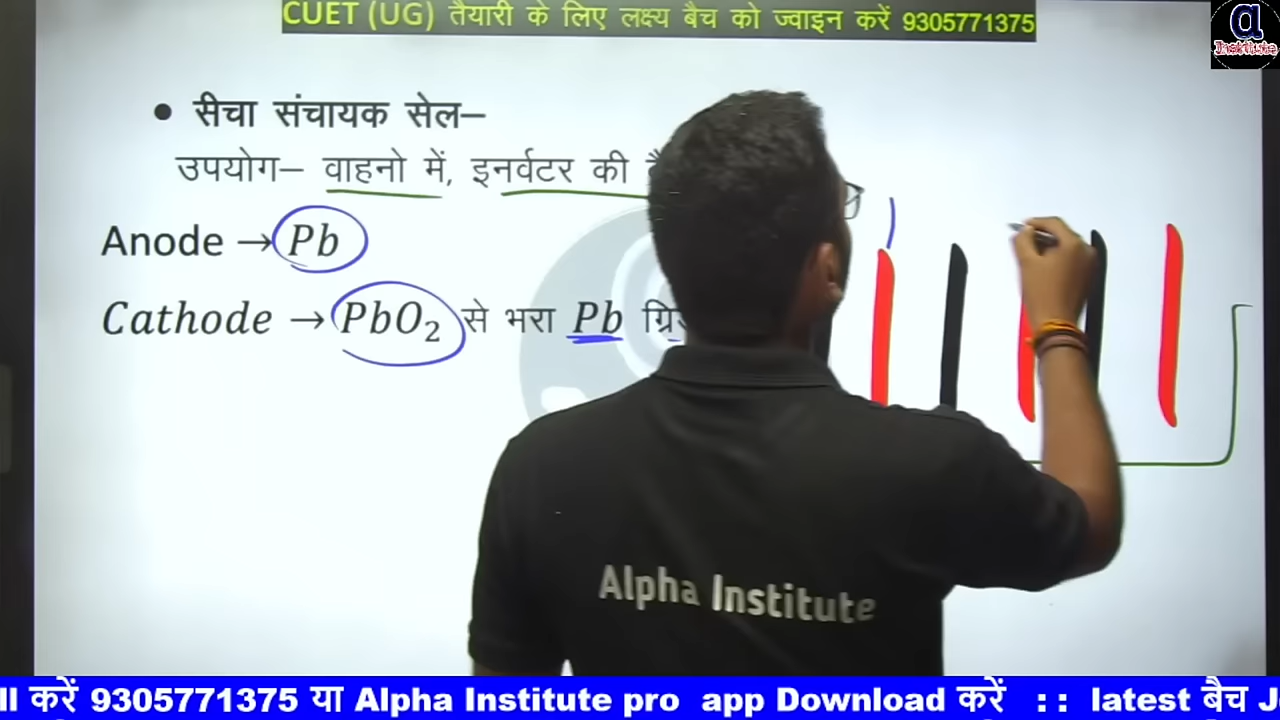 CUET (UG) तैयारी के लिए लक्ष्य बैच को ज्वाइन करें 9305771375
α
Institute
• सीचा संचायक सेल–
उपयोग– वाहनो में, इनर्वटर की
Anode → Pb
Cathode → PbO₂ से भरा Pb
Alpha Institute
करें 9305771375 या Alpha Institute pro app Download करें :: latest बैच